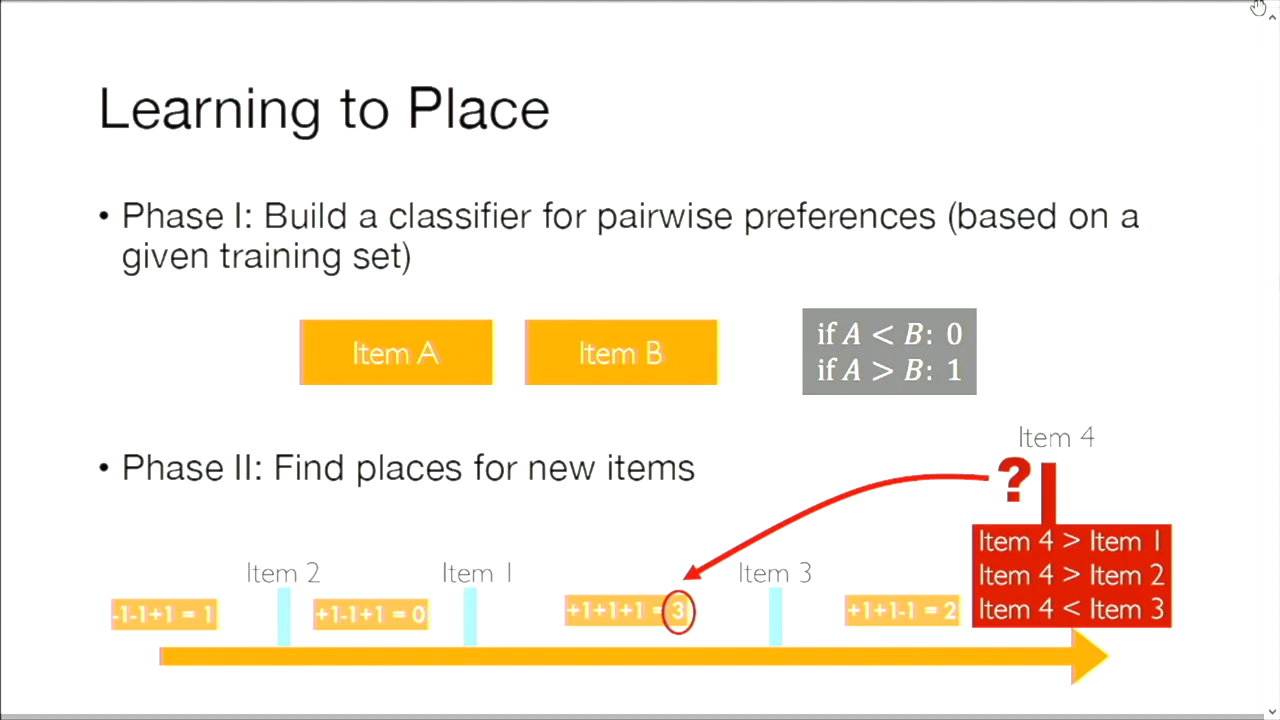 Learning to Place
• Phase I: Build a classifier for pairwise preferences (based on a
given training set)
Item A
Item B
if A < B: 0
if A > B: 1
Item 4
• Phase II: Find places for new items
?
Item 4 > Item 1
Item 4 > Item 2
Item 4 < Item 3
Item 2
Item 1
Item 3
-1-1+1 = 1
+1-1+1 = 0
+1+1+1 = 3
+1+1-1 = 2